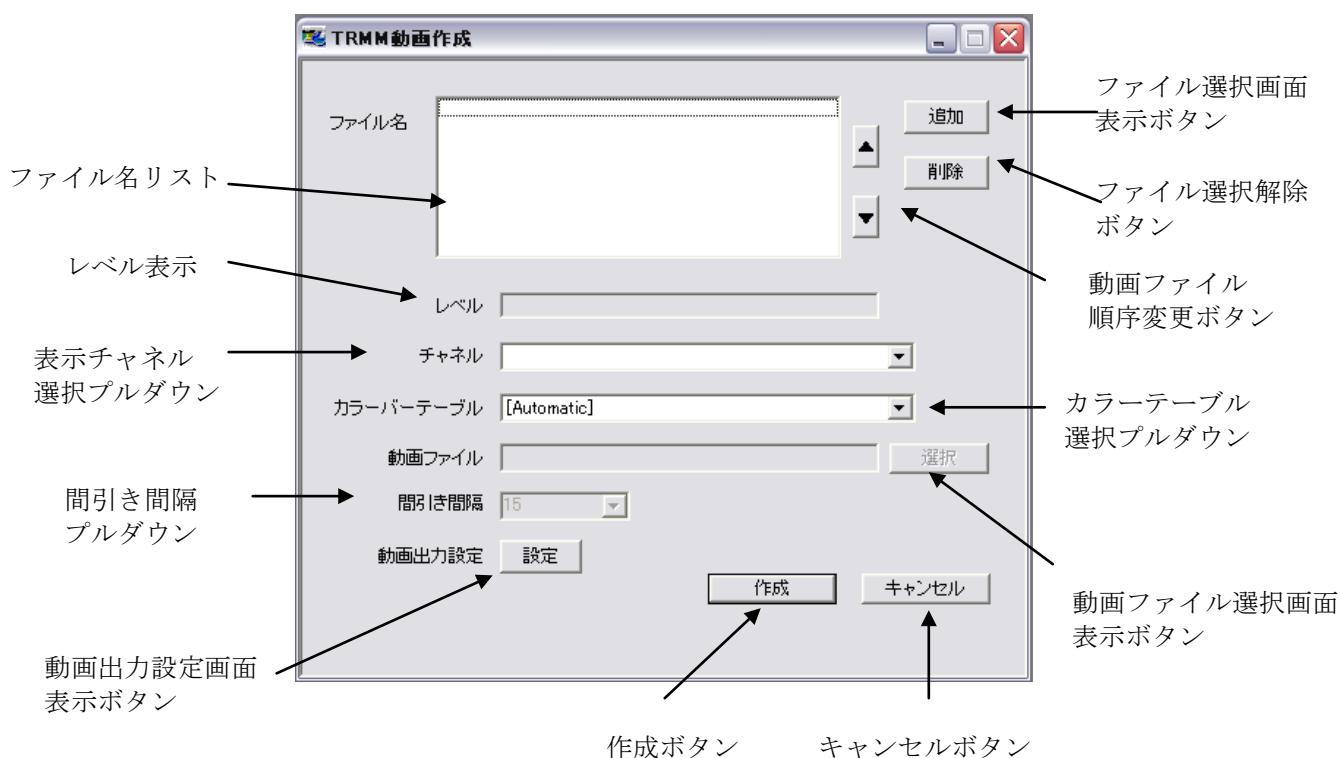 TRMM動画作成
ファイル選択画面
表示ボタン
ファイル名
追加
ファイル名リスト
削除
ファイル選択解除
ボタン
レベル表示
動画ファイル
順序変更ボタン
レベル
表示チャネル
選択プルダウン
チャネル
カラーバーテーブル
[Automatic]
カラーテーブル
選択プルダウン
動画ファイル
選択
間引き間隔
プルダウン
間引き間隔
15
動画出力設定
設定
作成
キャンセル
動画ファイル選択画面
表示ボタン
動画出力設定画面
表示ボタン
作成ボタン
キャンセルボタン